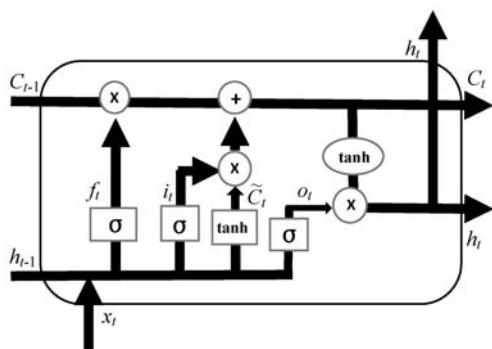 h_t
C_{t-1}
C_t
x
+
tanh
x
f_t
i_t
C̃_t
o_t
x
σ
σ
tanh
σ
h_{t-1}
h_t
x_t